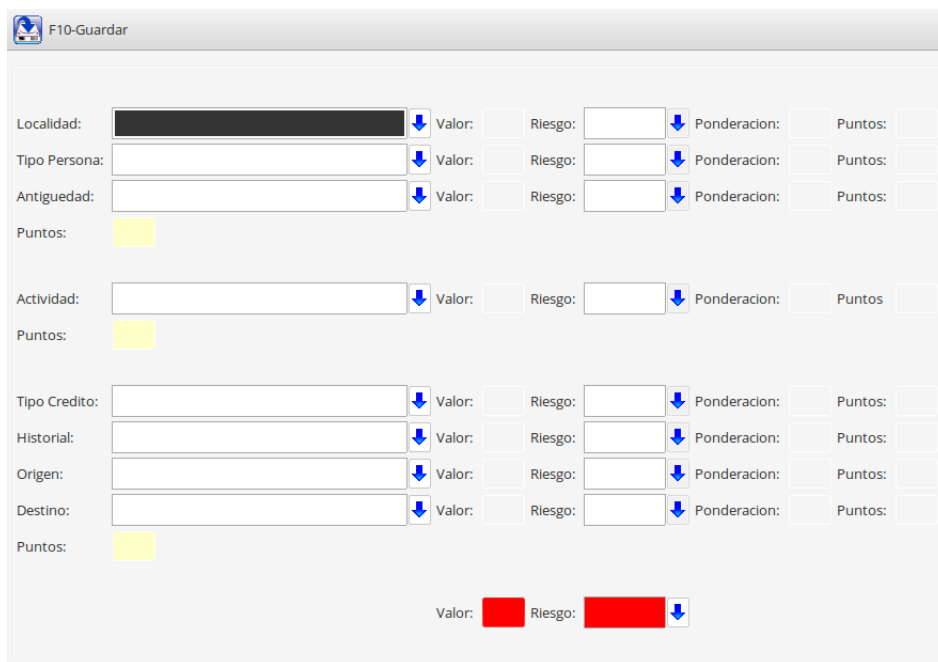 F10-Guardar
Localidad: Valor: Riesgo: Ponderacion: Puntos:
Tipo Persona: Valor: Riesgo: Ponderacion: Puntos:
Antiguedad: Valor: Riesgo: Ponderacion: Puntos:
Puntos:
Actividad: Valor: Riesgo: Ponderacion: Puntos
Puntos:
Tipo Credito: Valor: Riesgo: Ponderacion: Puntos:
Historial: Valor: Riesgo: Ponderacion: Puntos:
Origen: Valor: Riesgo: Ponderacion: Puntos:
Destino: Valor: Riesgo: Ponderacion: Puntos:
Puntos:
Valor: Riesgo: